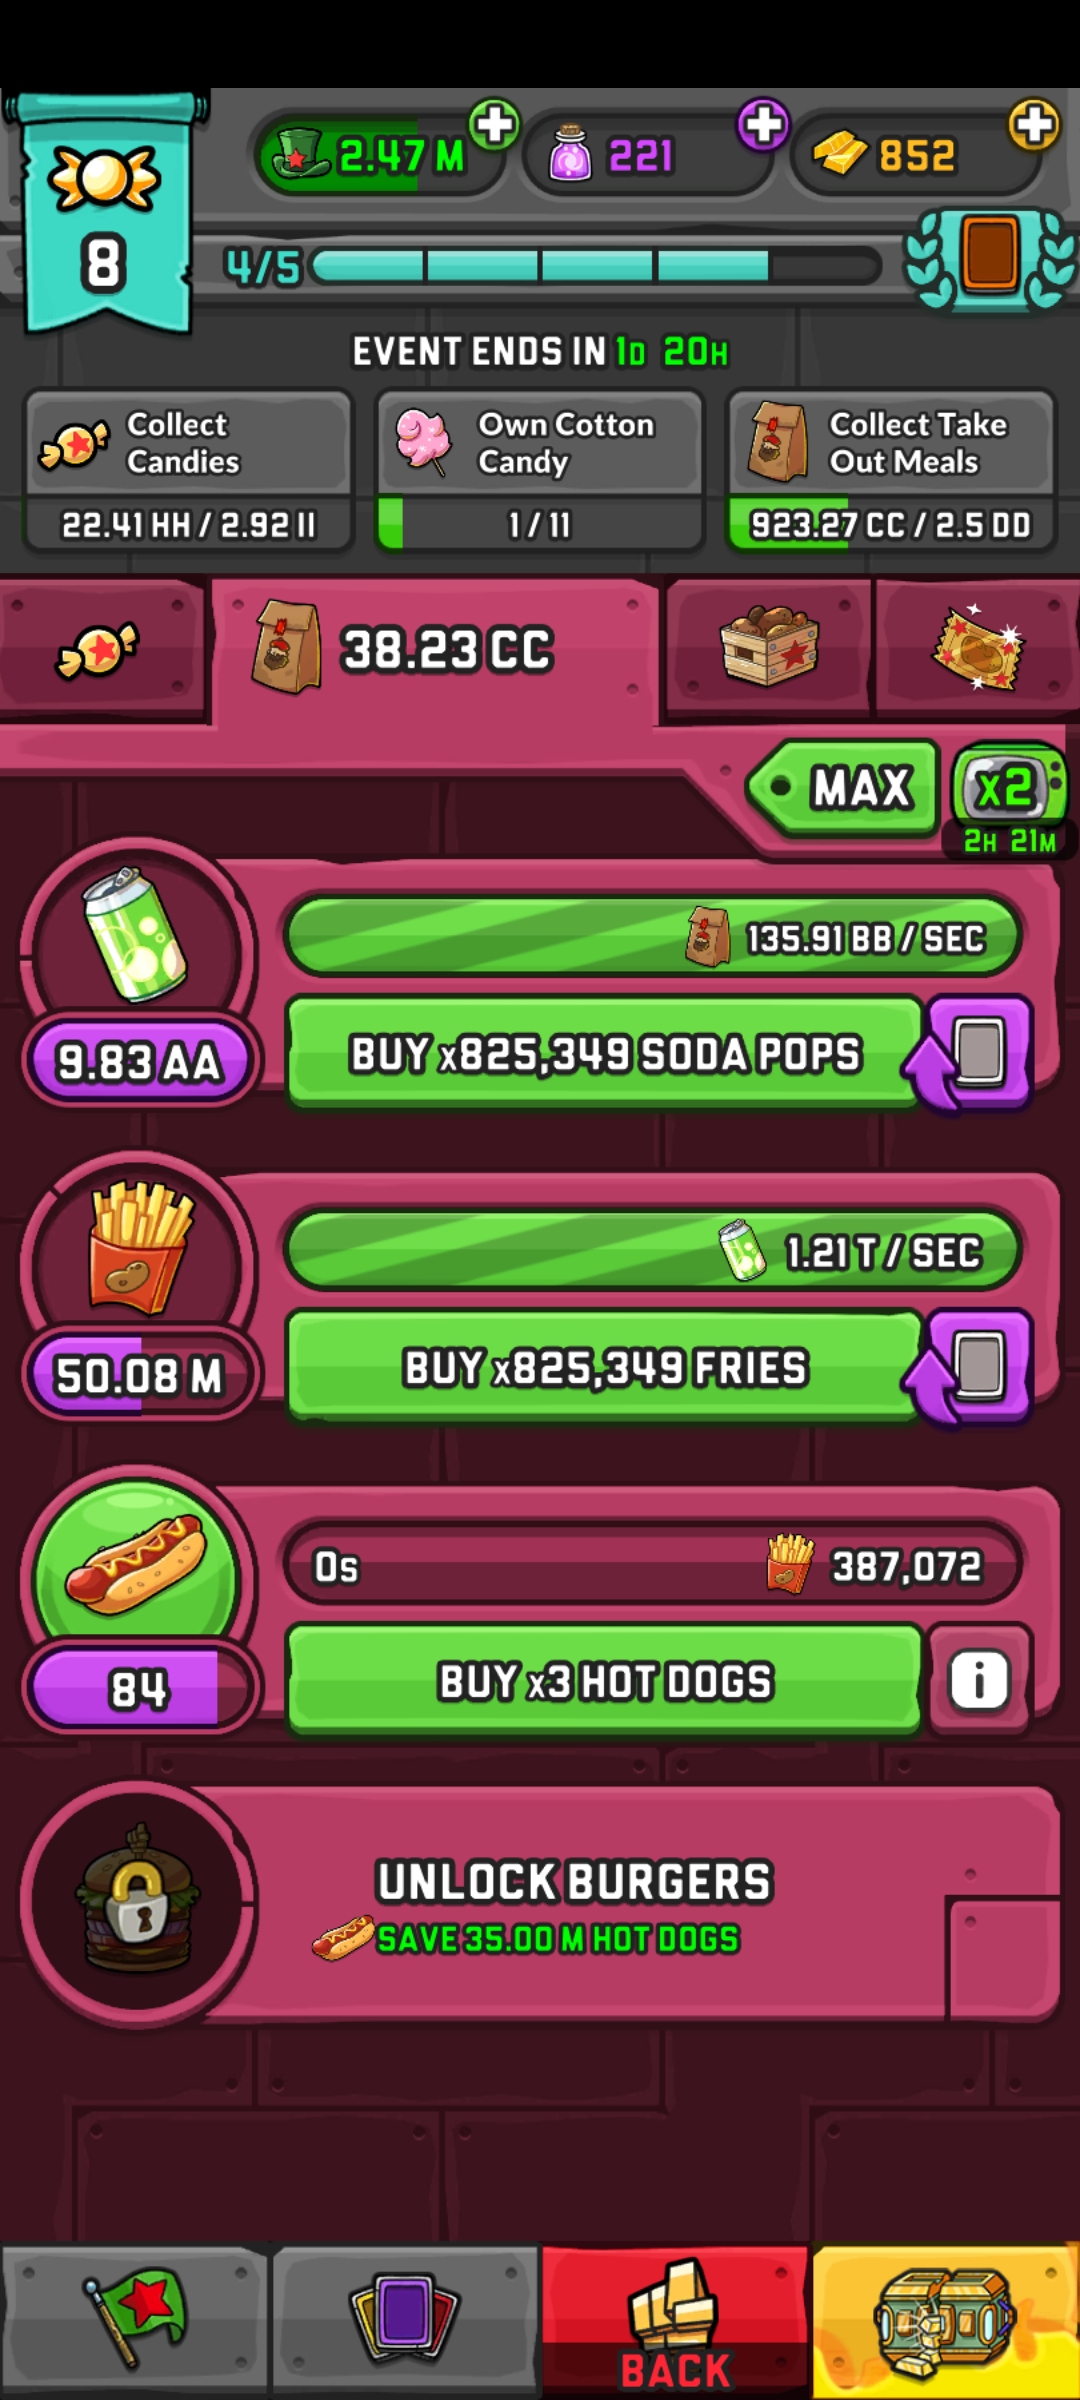 2.47 M
221
852
8
4/5
EVENT ENDS IN 1D 20H
Collect
Candies
22.41 HH / 2.92 II
Own Cotton
Candy
1 / 11
Collect Take
Out Meals
923.27 CC / 2.5 DD
38.23 CC
MAX
x2
2H 21M
135.91 BB / SEC
9.83 AA
BUY x825,349 SODA POPS
1.21 T / SEC
50.08 M
BUY x825,349 FRIES
0s
387,072
84
BUY x3 HOT DOGS
i
UNLOCK BURGERS
SAVE 35.00 M HOT DOGS
BACK